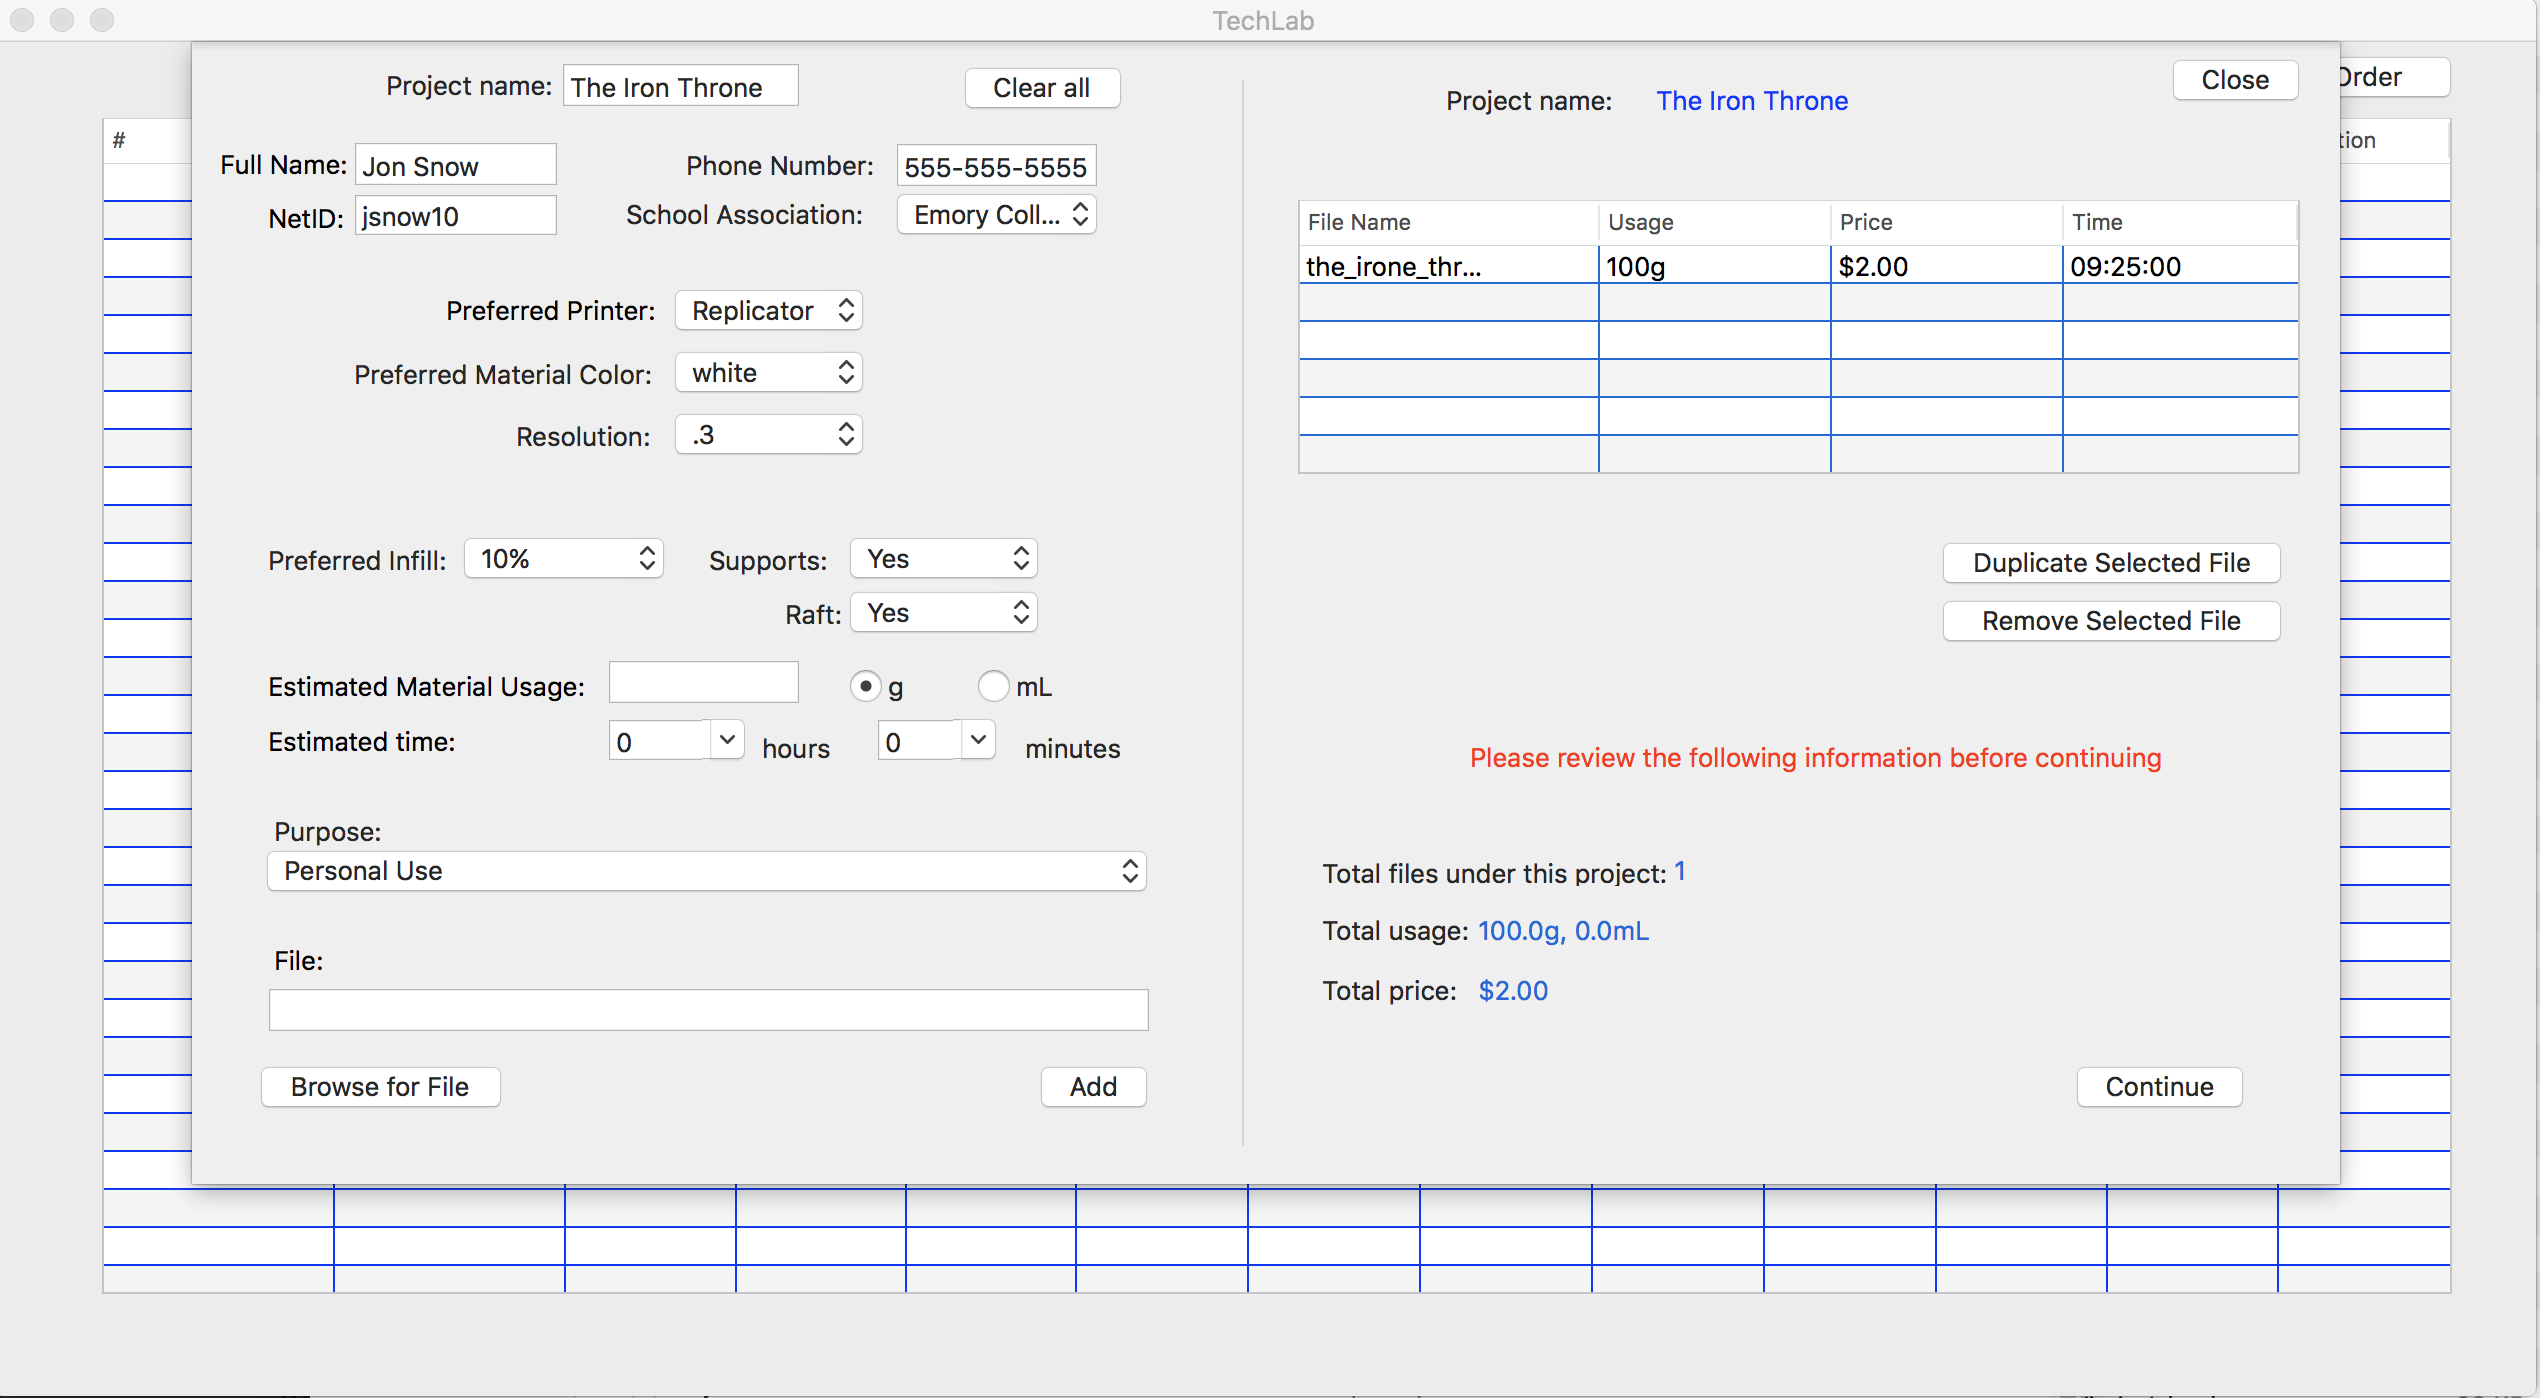 TechLab
Project name: The Iron Throne
Clear all
Full Name: Jon Snow
Phone Number: 555-555-5555
NetID: jsnow10
School Association: Emory Coll...
Preferred Printer: Replicator
Preferred Material Color: white
Resolution: .3
Preferred Infill: 10%
Supports: Yes
Raft: Yes
Estimated Material Usage:
g
mL
Estimated time: 0 hours 0 minutes
Purpose:
Personal Use
File:
Browse for File
Add
Close
Project name: The Iron Throne
File Name Usage Price Time
the_irone_thr... 100g $2.00 09:25:00
Duplicate Selected File
Remove Selected File
Please review the following information before continuing
Total files under this project: 1
Total usage: 100.0g, 0.0mL
Total price: $2.00
Continue
#
Order
tion